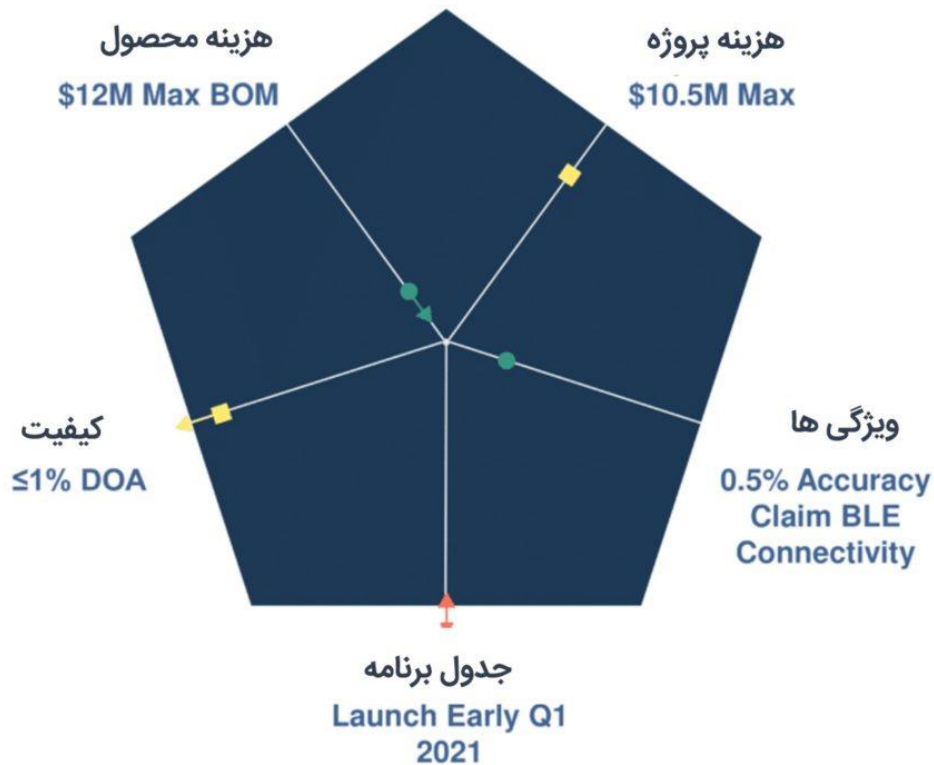 هزینه محصول
$12M Max BOM
هزینه پروژه
$10.5M Max
کیفیت
≤1% DOA
ویژگی ها
0.5% Accuracy
Claim BLE
Connectivity
جدول برنامه
Launch Early Q1
2021